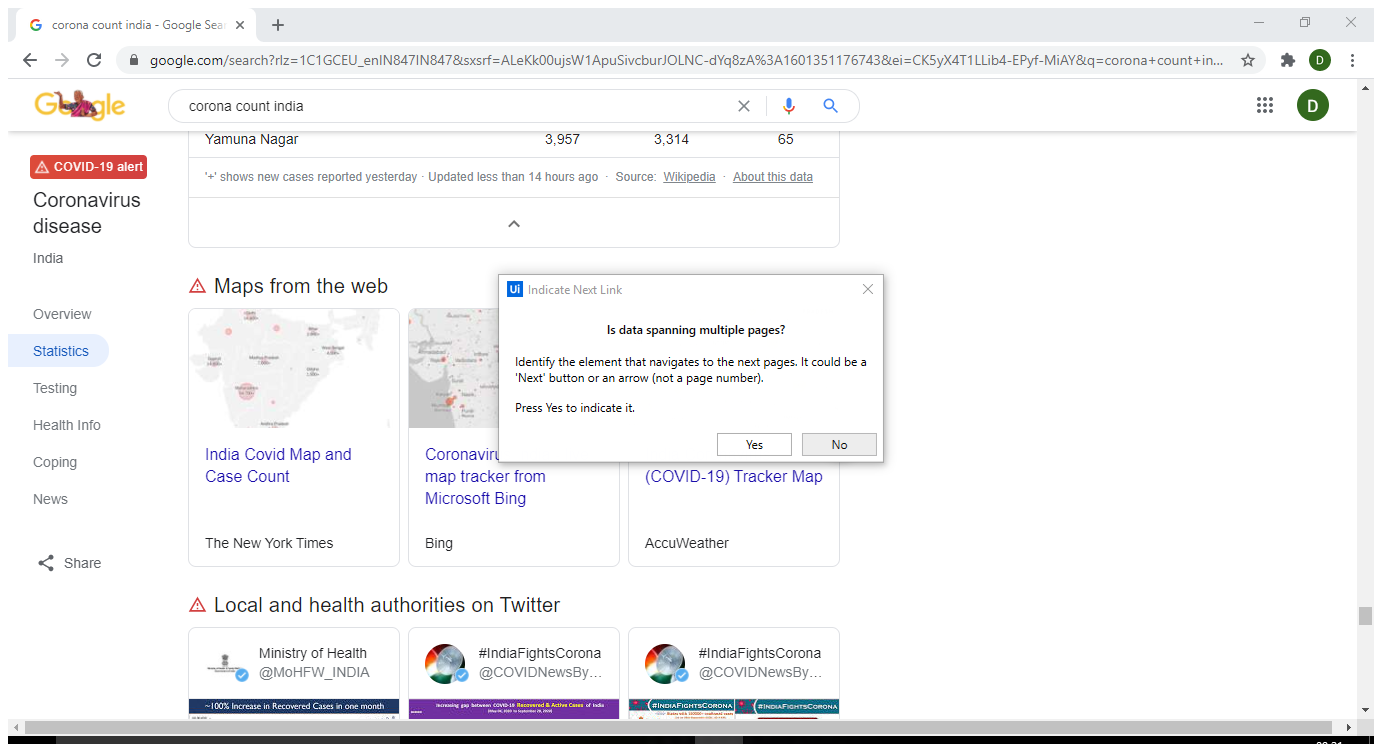 corona count india - Google Sear
google.com/search?rlz=1C1GCEU_enIN847IN847&sxsrf=ALeKk00ujsW1ApuSivcburJOLNC-dYq8zA%3A1601351176743&ei=CK5yX4T1LLib4-EPyf-MiAY&q=corona+count+in...
D
Google
corona count india
D
Yamuna Nagar 3,957 3,314 65
'+' shows new cases reported yesterday · Updated less than 14 hours ago · Source: Wikipedia · About this data
COVID-19 alert
Coronavirus
disease
India
Overview
Statistics
Testing
Health Info
Coping
News
Share
Maps from the web
India Covid Map and
Case Count
The New York Times
Coronaviru
map tracker from
Microsoft Bing
Bing
(COVID-19) Tracker Map
AccuWeather
Ui Indicate Next Link
Is data spanning multiple pages?
Identify the element that navigates to the next pages. It could be a
'Next' button or an arrow (not a page number).
Press Yes to indicate it.
Yes
No
Local and health authorities on Twitter
Ministry of Health
@MoHFW_INDIA
~100% Increase in Recovered Cases in one month
#IndiaFightsCorona
@COVIDNewsBy...
Increasing gap between COVID-19 Recovered & Active Cases of India
#IndiaFightsCorona
@COVIDNewsBy...
#IndiaFightsCorona
#IndiaFightsCorona